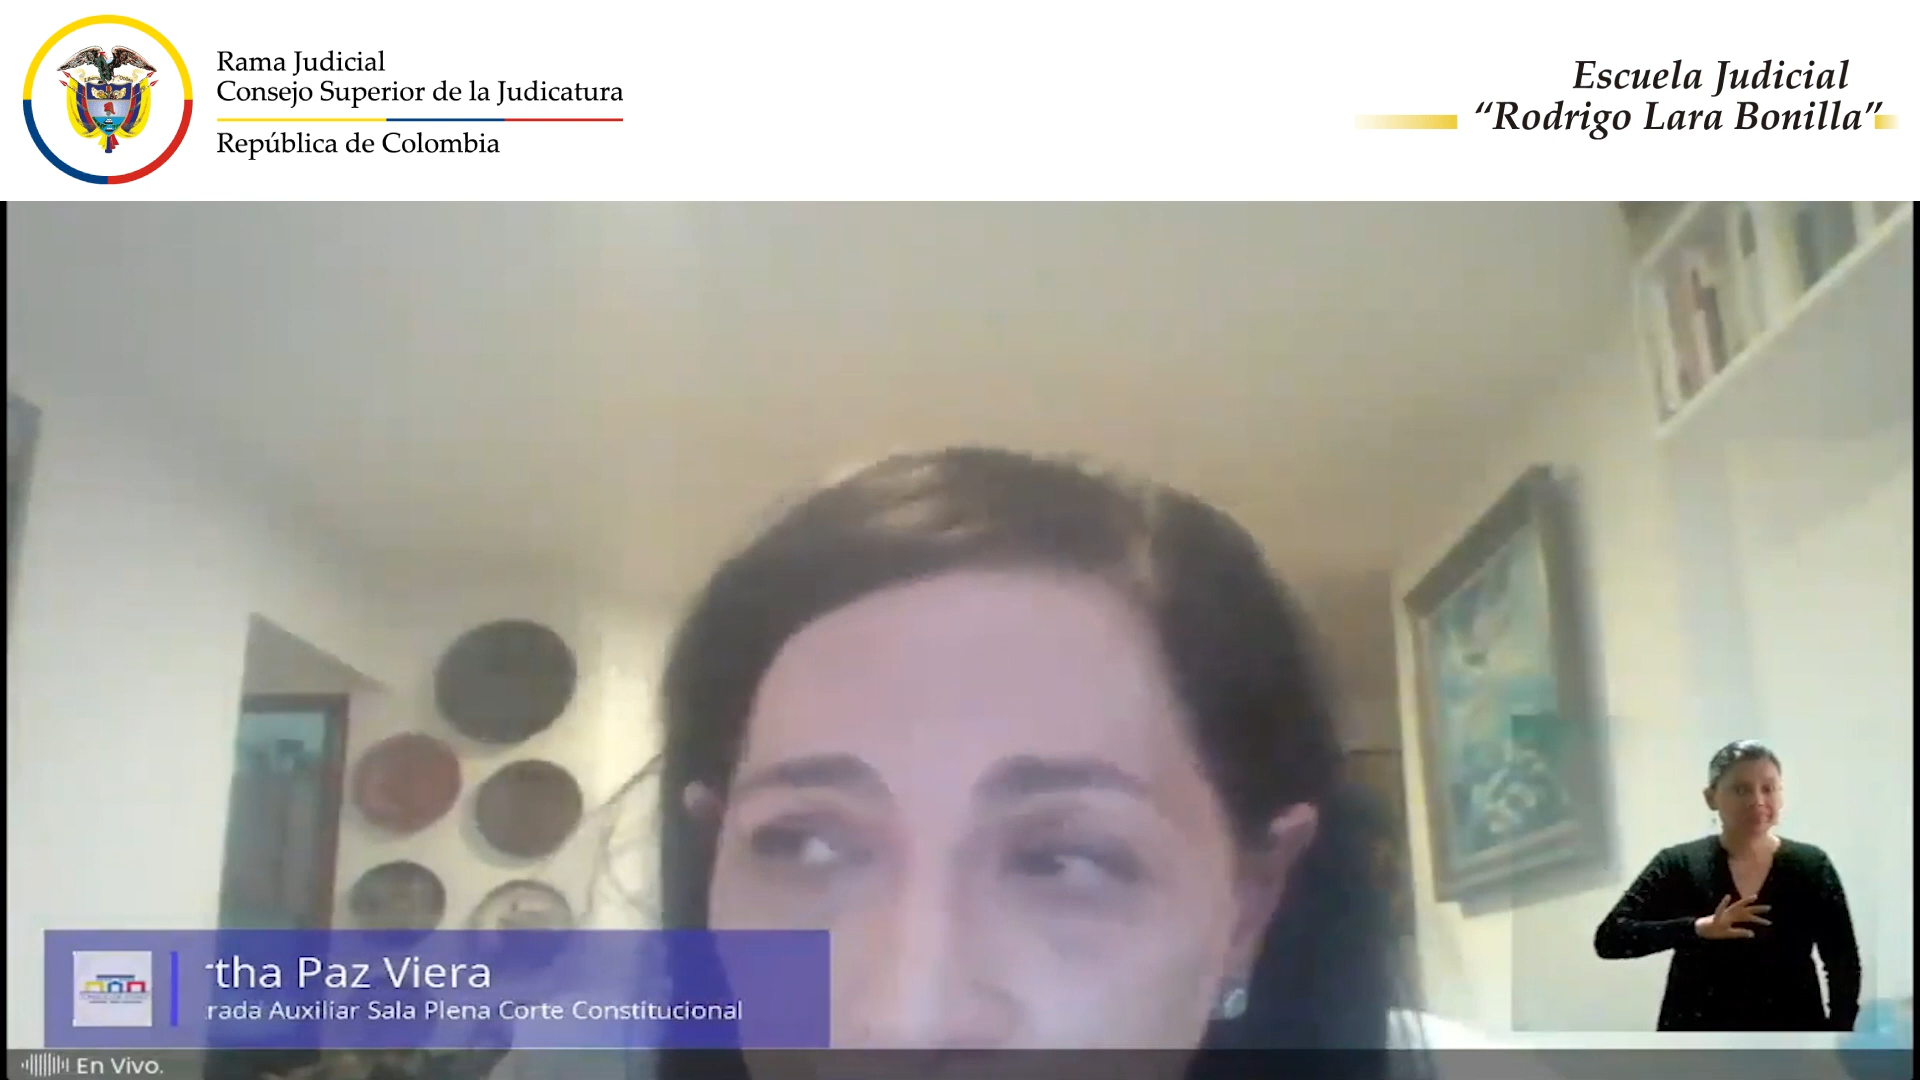 Rama Judicial
Consejo Superior de la Judicatura
República de Colombia
Escuela Judicial
“Rodrigo Lara Bonilla”
rtha Paz Viera
rada Auxiliar Sala Plena Corte Constitucional
En Vivo.